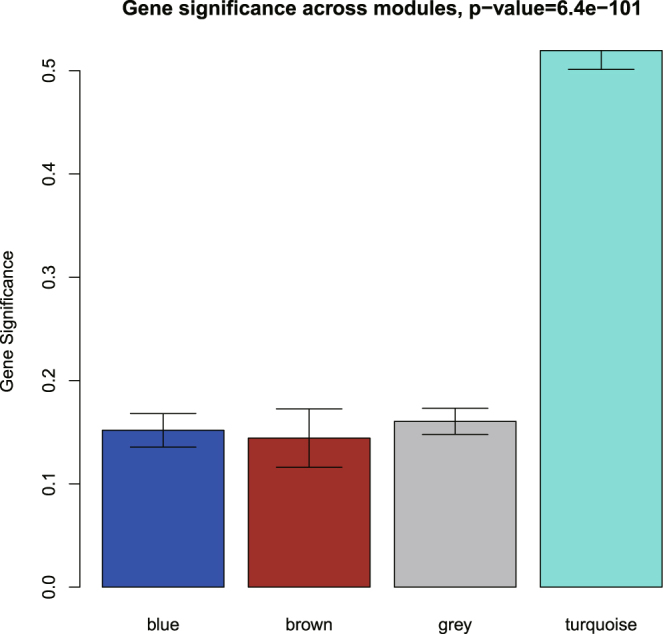 Gene significance across modules, p−value=6.4e−101
Gene Significance
0.5
0.4
0.3
0.2
0.1
0.0
blue brown grey turquoise